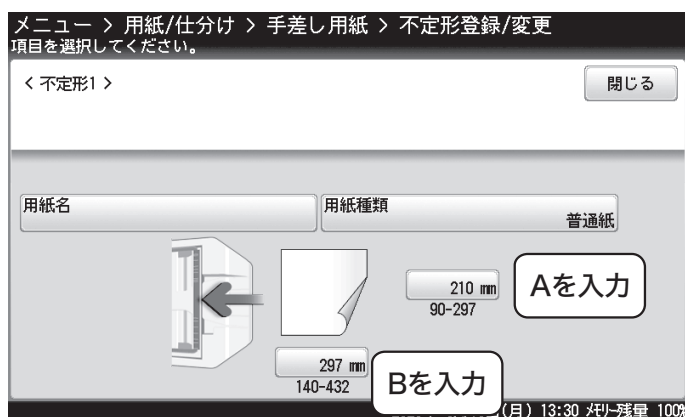 メニュー > 用紙/仕分け > 手差し用紙 > 不定形登録/変更
項目を選択してください。
< 不定形1 >
閉じる
用紙名
用紙種類
普通紙
210 mm
90-297
Aを入力
297 mm
140-432
Bを入力
(月) 13:30 メモリー残量 100%